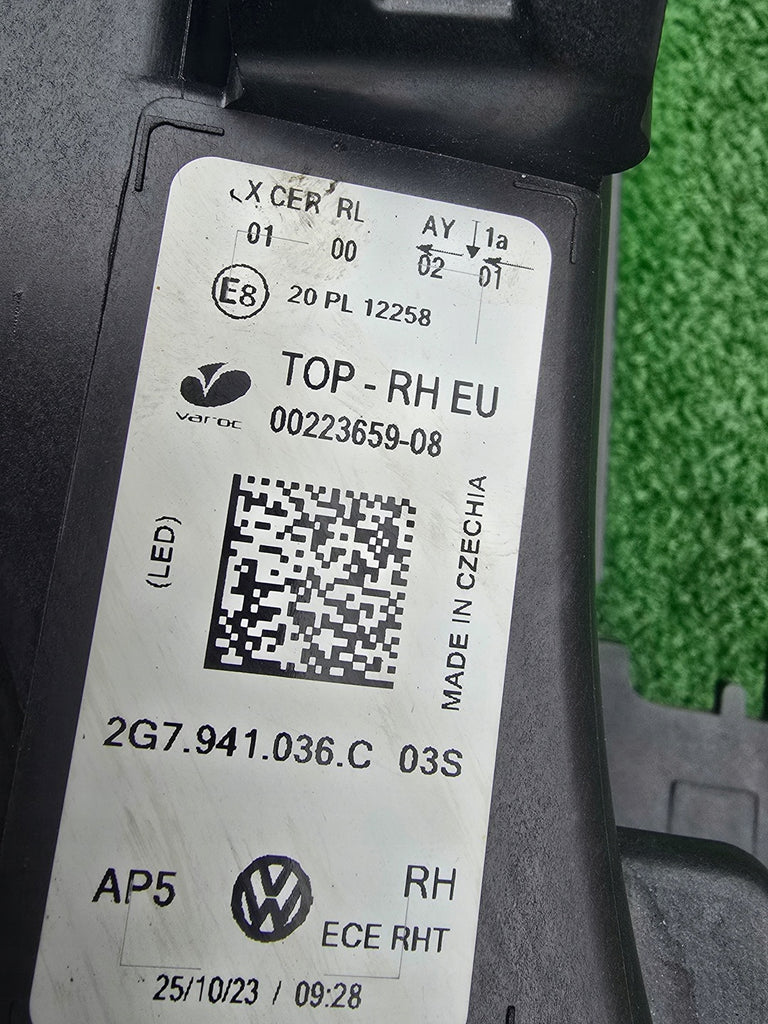 X CER RL
01 00
AY 1a
02 01
E8 20 PL 12258
TOP - RH EU
varoc
00223659-08
(LED)
MADE IN CZECHIA
2G7.941.036.C 03S
AP5
RH
ECE RHT
25/10/23 / 09:28